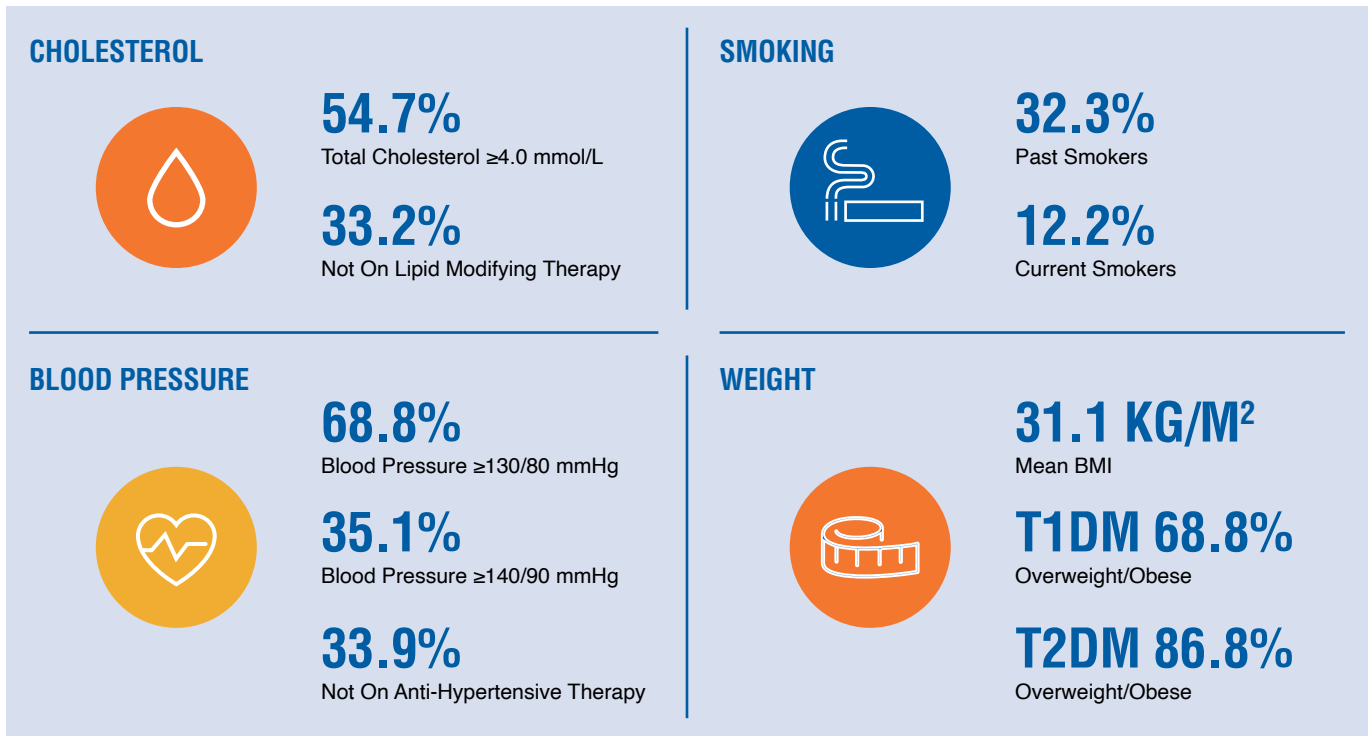 CHOLESTEROL
54.7%
Total Cholesterol ≥4.0 mmol/L
33.2%
Not On Lipid Modifying Therapy
SMOKING
32.3%
Past Smokers
12.2%
Current Smokers
BLOOD PRESSURE
68.8%
Blood Pressure ≥130/80 mmHg
35.1%
Blood Pressure ≥140/90 mmHg
33.9%
Not On Anti-Hypertensive Therapy
WEIGHT
31.1 KG/M²
Mean BMI
T1DM 68.8%
Overweight/Obese
T2DM 86.8%
Overweight/Obese